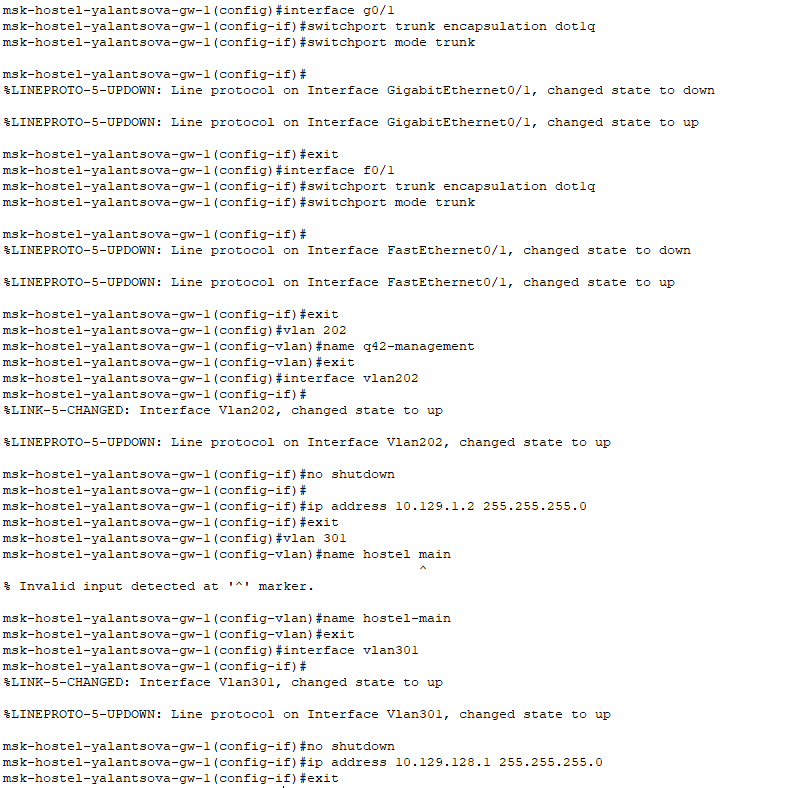 msk-hostel-yalantsova-gw-1(config)#interface g0/1
msk-hostel-yalantsova-gw-1(config-if)#switchport trunk encapsulation dot1q
msk-hostel-yalantsova-gw-1(config-if)#switchport mode trunk
msk-hostel-yalantsova-gw-1(config-if)#
%LINEPROTO-5-UPDOWN: Line protocol on Interface GigabitEthernet0/1, changed state to down
%LINEPROTO-5-UPDOWN: Line protocol on Interface GigabitEthernet0/1, changed state to up
msk-hostel-yalantsova-gw-1(config-if)#exit
msk-hostel-yalantsova-gw-1(config)#interface f0/1
msk-hostel-yalantsova-gw-1(config-if)#switchport trunk encapsulation dot1q
msk-hostel-yalantsova-gw-1(config-if)#switchport mode trunk
msk-hostel-yalantsova-gw-1(config-if)#
%LINEPROTO-5-UPDOWN: Line protocol on Interface FastEthernet0/1, changed state to down
%LINEPROTO-5-UPDOWN: Line protocol on Interface FastEthernet0/1, changed state to up
msk-hostel-yalantsova-gw-1(config-if)#exit
msk-hostel-yalantsova-gw-1(config)#vlan 202
msk-hostel-yalantsova-gw-1(config-vlan)#name q42-management
msk-hostel-yalantsova-gw-1(config-vlan)#exit
msk-hostel-yalantsova-gw-1(config)#interface vlan202
msk-hostel-yalantsova-gw-1(config-if)#
%LINK-5-CHANGED: Interface Vlan202, changed state to up
%LINEPROTO-5-UPDOWN: Line protocol on Interface Vlan202, changed state to up
msk-hostel-yalantsova-gw-1(config-if)#no shutdown
msk-hostel-yalantsova-gw-1(config-if)#
msk-hostel-yalantsova-gw-1(config-if)#ip address 10.129.1.2 255.255.255.0
msk-hostel-yalantsova-gw-1(config-if)#exit
msk-hostel-yalantsova-gw-1(config)#vlan 301
msk-hostel-yalantsova-gw-1(config-vlan)#name hostel main
^
% Invalid input detected at '^' marker.
msk-hostel-yalantsova-gw-1(config-vlan)#name hostel-main
msk-hostel-yalantsova-gw-1(config-vlan)#exit
msk-hostel-yalantsova-gw-1(config)#interface vlan301
msk-hostel-yalantsova-gw-1(config-if)#
%LINK-5-CHANGED: Interface Vlan301, changed state to up
%LINEPROTO-5-UPDOWN: Line protocol on Interface Vlan301, changed state to up
msk-hostel-yalantsova-gw-1(config-if)#no shutdown
msk-hostel-yalantsova-gw-1(config-if)#ip address 10.129.128.1 255.255.255.0
msk-hostel-yalantsova-gw-1(config-if)#exit